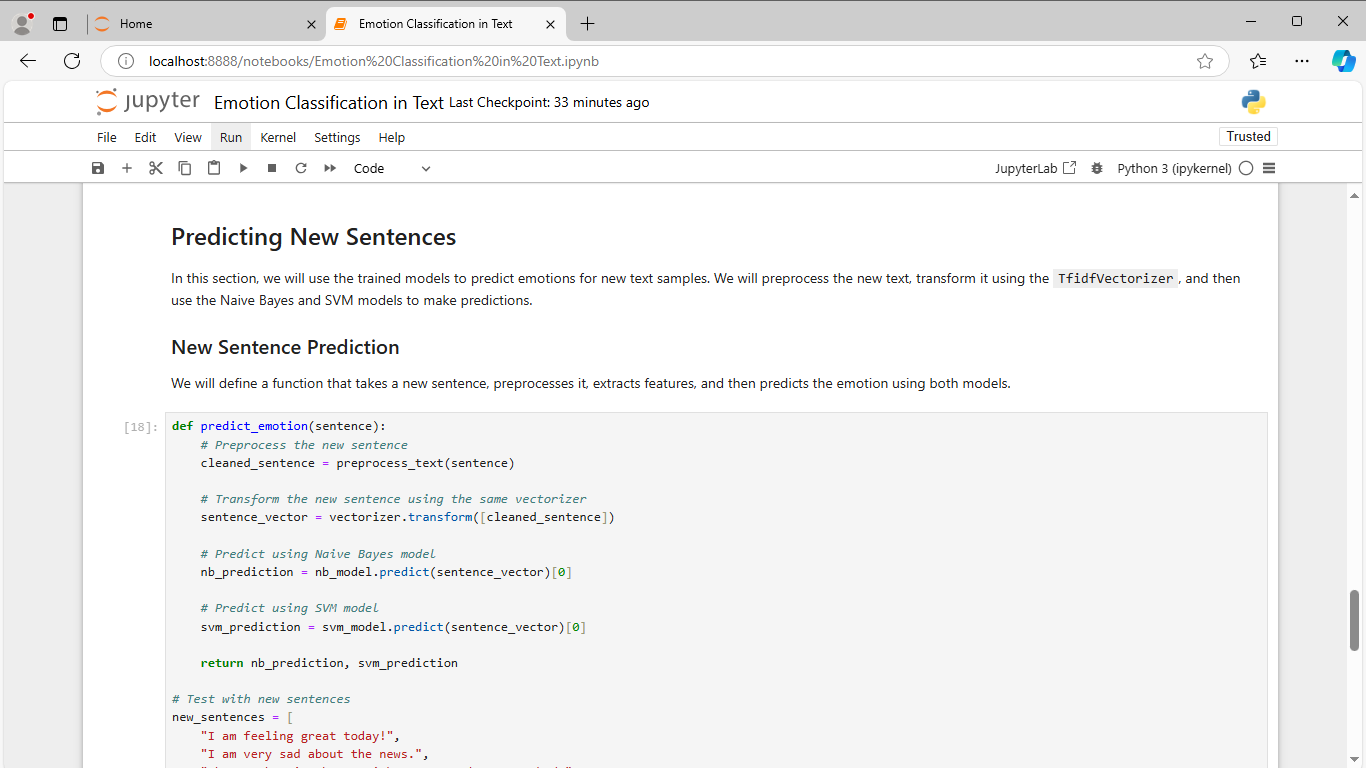 Home
Emotion Classification in Text
localhost:8888/notebooks/Emotion%20Classification%20in%20Text.ipynb
jupyter Emotion Classification in Text Last Checkpoint: 33 minutes ago
File Edit View Run Kernel Settings Help
Trusted
Code
JupyterLab
Python 3 (ipykernel)
Predicting New Sentences
In this section, we will use the trained models to predict emotions for new text samples. We will preprocess the new text, transform it using the TfidfVectorizer , and then
use the Naive Bayes and SVM models to make predictions.
New Sentence Prediction
We will define a function that takes a new sentence, preprocesses it, extracts features, and then predicts the emotion using both models.
[18]: def predict_emotion(sentence):
# Preprocess the new sentence
cleaned_sentence = preprocess_text(sentence)
# Transform the new sentence using the same vectorizer
sentence_vector = vectorizer.transform([cleaned_sentence])
# Predict using Naive Bayes model
nb_prediction = nb_model.predict(sentence_vector)[0]
# Predict using SVM model
svm_prediction = svm_model.predict(sentence_vector)[0]
return nb_prediction, svm_prediction
# Test with new sentences
new_sentences = [
"I am feeling great today!",
"I am very sad about the news.",